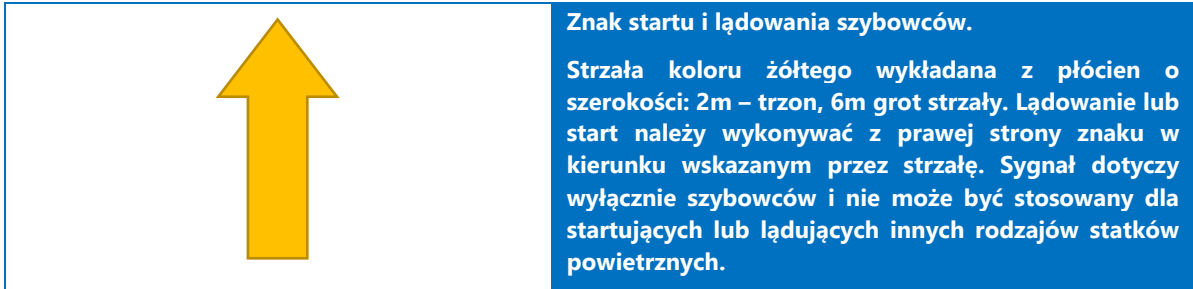 Znak startu i lądowania szybowców.
Strzała koloru żółtego wykładana z płócien o
szerokości: 2m – trzon, 6m grot strzały. Lądowanie lub
start należy wykonywać z prawej strony znaku w
kierunku wskazanym przez strzałę. Sygnał dotyczy
wyłącznie szybowców i nie może być stosowany dla
startujących lub lądujących innych rodzajów statków
powietrznych.